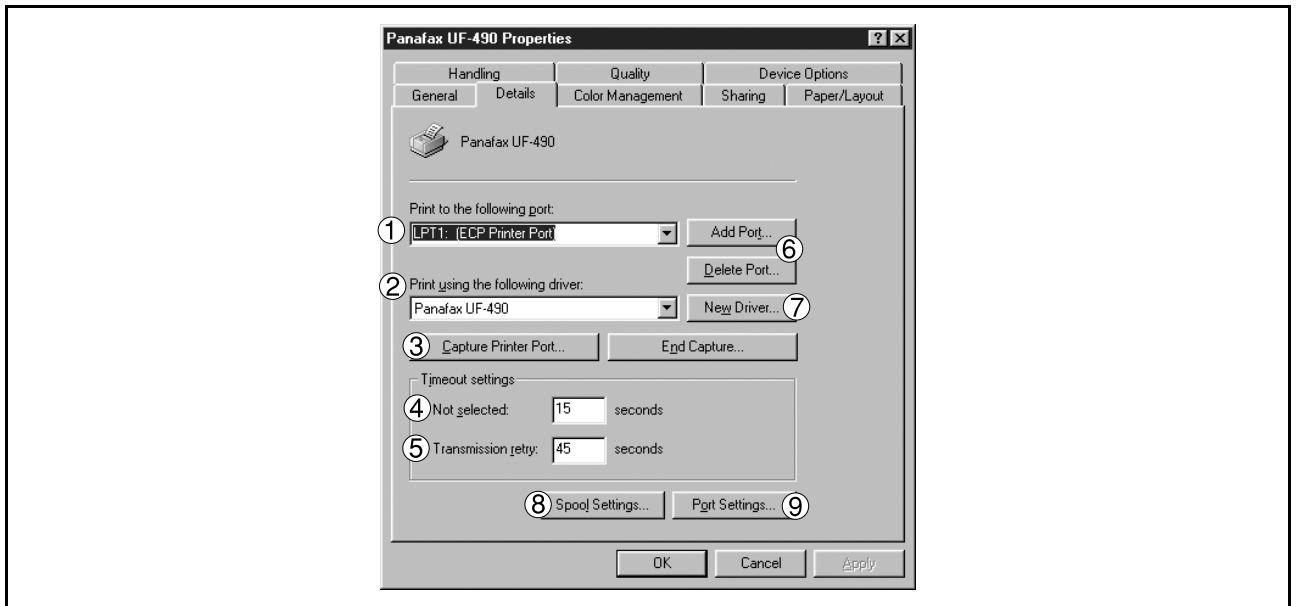 Panafax UF-490 Properties
Handling Quality Device Options
General Details Color Management Sharing Paper/Layout
Panafax UF-490
Print to the following port:
① LPT1: (ECP Printer Port) Add Port...
⑥
Delete Port...
② Print using the following driver:
Panafax UF-490 New Driver... ⑦
③ Capture Printer Port... End Capture...
Timeout settings
④ Not selected: 15 seconds
⑤ Transmission retry: 45 seconds
⑧ Spool Settings... Port Settings... ⑨
OK Cancel Apply